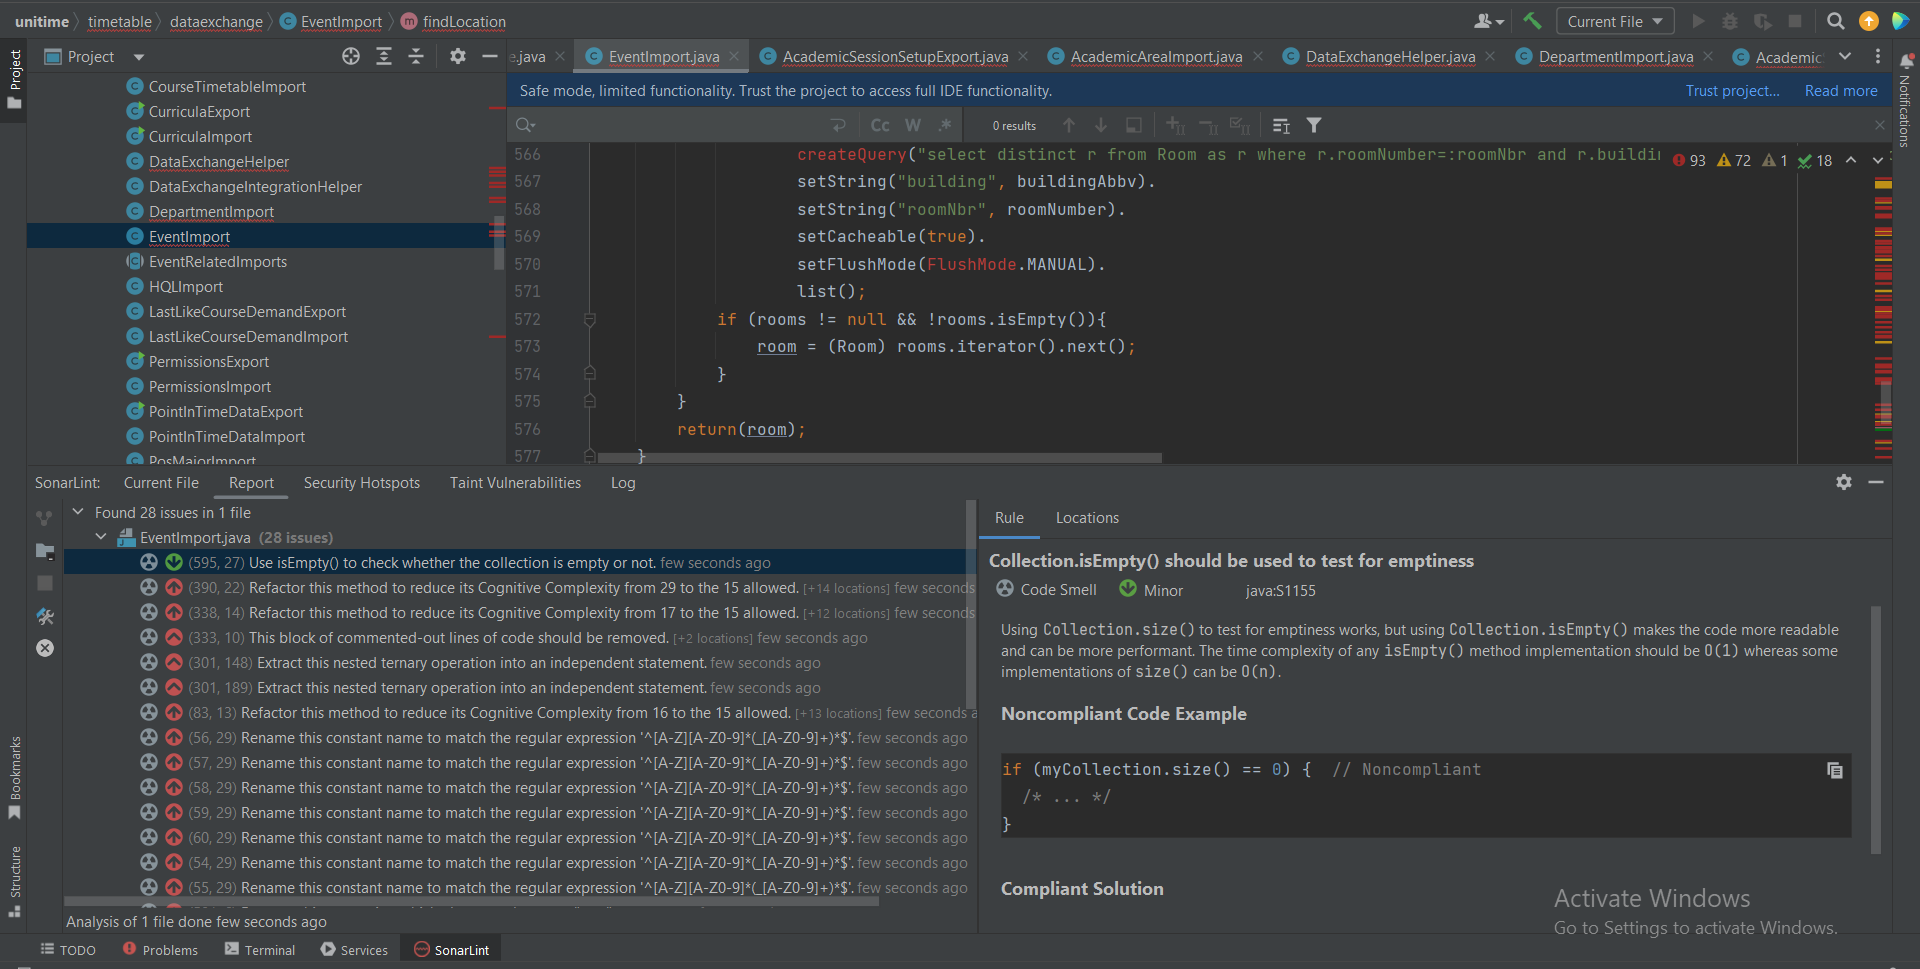 unitime timetable dataexchange EventImport findLocation Current File
Project e.java EventImport.java AcademicSessionSetupExport.java AcademicAreaImport.java DataExchangeHelper.java DepartmentImport.java Academic
Project
Notifications
Safe mode, limited functionality. Trust the project to access full IDE functionality. Trust project... Read more
Cc W .* 0 results
CourseTimetableImport
CurriculaExport
CurriculaImport
DataExchangeHelper
DataExchangeIntegrationHelper
DepartmentImport
EventImport
EventRelatedImports
HQLImport
LastLikeCourseDemandExport
LastLikeCourseDemandImport
PermissionsExport
PermissionsImport
PointInTimeDataExport
PointInTimeDataImport
PosMajorImport
93 72 1 18
566 createQuery("select distinct r from Room as r where r.roomNumber=:roomNbr and r.buildin
567 setString("building", buildingAbbv).
568 setString("roomNbr", roomNumber).
569 setCacheable(true).
570 setFlushMode(FlushMode.MANUAL).
571 list();
572 if (rooms != null && !rooms.isEmpty()){
573 room = (Room) rooms.iterator().next();
574 }
575 }
576 return(room);
577 }
SonarLint: Current File Report Security Hotspots Taint Vulnerabilities Log
Found 28 issues in 1 file
EventImport.java (28 issues)
(595, 27) Use isEmpty() to check whether the collection is empty or not. few seconds ago
(390, 22) Refactor this method to reduce its Cognitive Complexity from 29 to the 15 allowed. [+14 locations] few seconds
(338, 14) Refactor this method to reduce its Cognitive Complexity from 17 to the 15 allowed. [+12 locations] few seconds
(333, 10) This block of commented-out lines of code should be removed. [+2 locations] few seconds ago
(301, 148) Extract this nested ternary operation into an independent statement. few seconds ago
(301, 189) Extract this nested ternary operation into an independent statement. few seconds ago
(83, 13) Refactor this method to reduce its Cognitive Complexity from 16 to the 15 allowed. [+13 locations] few seconds a
(56, 29) Rename this constant name to match the regular expression '^[A-Z][A-Z0-9]*(_[A-Z0-9]+)*$'. few seconds ago
(57, 29) Rename this constant name to match the regular expression '^[A-Z][A-Z0-9]*(_[A-Z0-9]+)*$'. few seconds ago
(58, 29) Rename this constant name to match the regular expression '^[A-Z][A-Z0-9]*(_[A-Z0-9]+)*$'. few seconds ago
(59, 29) Rename this constant name to match the regular expression '^[A-Z][A-Z0-9]*(_[A-Z0-9]+)*$'. few seconds ago
(60, 29) Rename this constant name to match the regular expression '^[A-Z][A-Z0-9]*(_[A-Z0-9]+)*$'. few seconds ago
(54, 29) Rename this constant name to match the regular expression '^[A-Z][A-Z0-9]*(_[A-Z0-9]+)*$'. few seconds ago
(55, 29) Rename this constant name to match the regular expression '^[A-Z][A-Z0-9]*(_[A-Z0-9]+)*$'. few seconds ago
Analysis of 1 file done few seconds ago
Rule Locations
Collection.isEmpty() should be used to test for emptiness
Code Smell Minor java:S1155
Using Collection.size() to test for emptiness works, but using Collection.isEmpty() makes the code more readable
and can be more performant. The time complexity of any isEmpty() method implementation should be O(1) whereas some
implementations of size() can be O(n).
Noncompliant Code Example
if (myCollection.size() == 0) { // Noncompliant
/* ... */
}
Compliant Solution
Activate Windows
Go to Settings to activate Windows.
Bookmarks
Structure
TODO Problems Terminal Services SonarLint